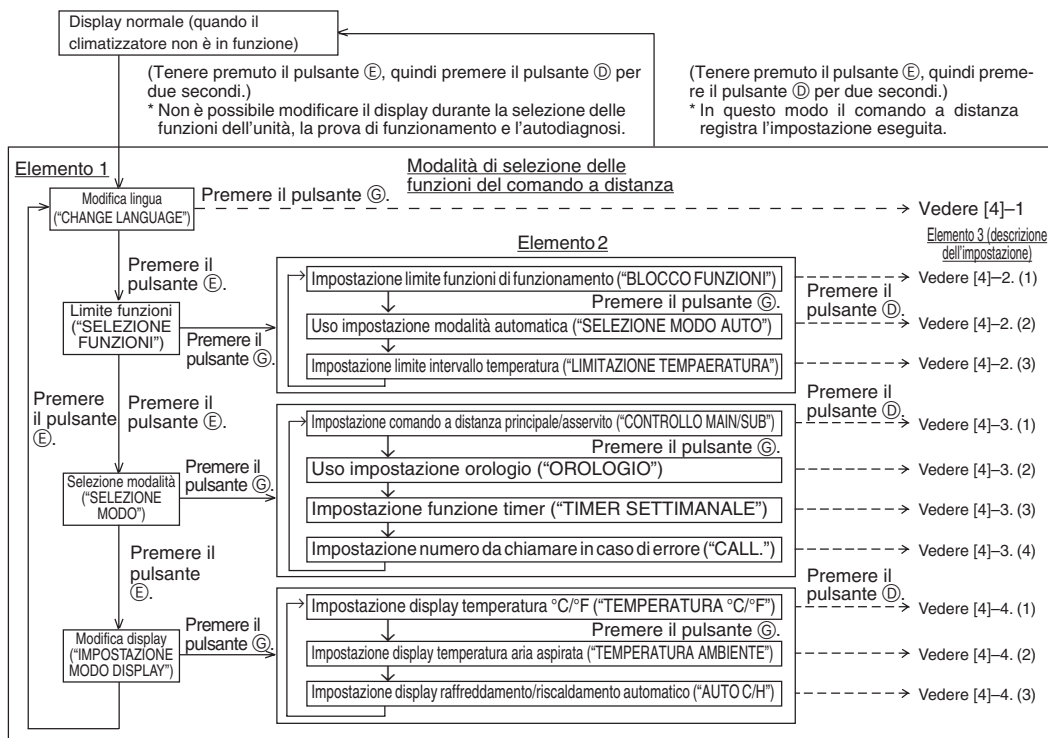 Display normale (quando il
climatizzatore non è in funzione)
(Tenere premuto il pulsante Ⓔ, quindi premere il pulsante Ⓓ per
due secondi.)
* Non è possibile modificare il display durante la selezione delle
funzioni dell'unità, la prova di funzionamento e l'autodiagnosi.
(Tenere premuto il pulsante Ⓔ, quindi preme-
re il pulsante Ⓓ per due secondi.)
* In questo modo il comando a distanza
registra l'impostazione eseguita.
Elemento 1
Modalità di selezione delle
funzioni del comando a distanza
Modifica lingua
("CHANGE LANGUAGE")
Premere il pulsante Ⓖ.
Vedere [4]–1
Elemento 2
Elemento 3 (descrizione
dell'impostazione)
Premere il
pulsante Ⓔ.
Limite funzioni
("SELEZIONE
FUNZIONI")
Premere il
pulsante Ⓖ.
Impostazione limite funzioni di funzionamento ("BLOCCO FUNZIONI")
Vedere [4]–2. (1)
Premere il pulsante Ⓖ.
Premere il
pulsante Ⓓ.
Uso impostazione modalità automatica ("SELEZIONE MODO AUTO")
Vedere [4]–2. (2)
Impostazione limite intervallo temperatura ("LIMITAZIONE TEMPAERATURA")
Vedere [4]–2. (3)
Premere
il pulsante
Ⓔ.
Premere il
pulsante Ⓔ.
Premere il
pulsante Ⓓ.
Selezione modalità
("SELEZIONE
MODO")
Premere il
pulsante Ⓖ.
Impostazione comando a distanza principale/asservito ("CONTROLLO MAIN/SUB")
Vedere [4]–3. (1)
Premere il pulsante Ⓖ.
Uso impostazione orologio ("OROLOGIO")
Vedere [4]–3. (2)
Impostazione funzione timer ("TIMER SETTIMANALE")
Vedere [4]–3. (3)
Impostazione numero da chiamare in caso di errore ("CALL.")
Vedere [4]–3. (4)
Premere il
pulsante
Ⓔ.
Premere il
pulsante Ⓓ.
Modifica display
("IMPOSTAZIONE
MODO DISPLAY")
Premere il
pulsante Ⓖ.
Impostazione display temperatura °C/°F ("TEMPERATURA °C/°F")
Vedere [4]–4. (1)
Premere il pulsante Ⓖ.
Impostazione display temperatura aria aspirata ("TEMPERATURA AMBIENTE")
Vedere [4]–4. (2)
Impostazione display raffreddamento/riscaldamento automatico ("AUTO C/H")
Vedere [4]–4. (3)